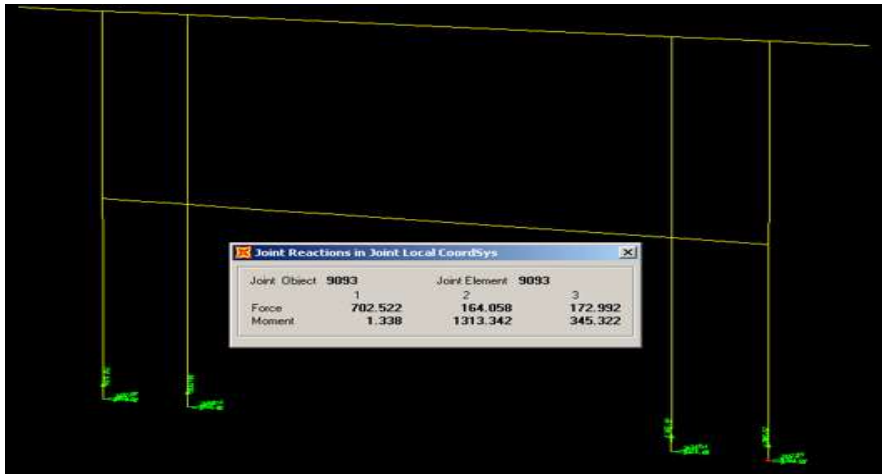 Joint Reactions in Joint Local CoordSys
Joint Object 9093 Joint Element 9093
1 2 3
Force 702.522 164.058 172.992
Moment 1.338 1313.342 345.322